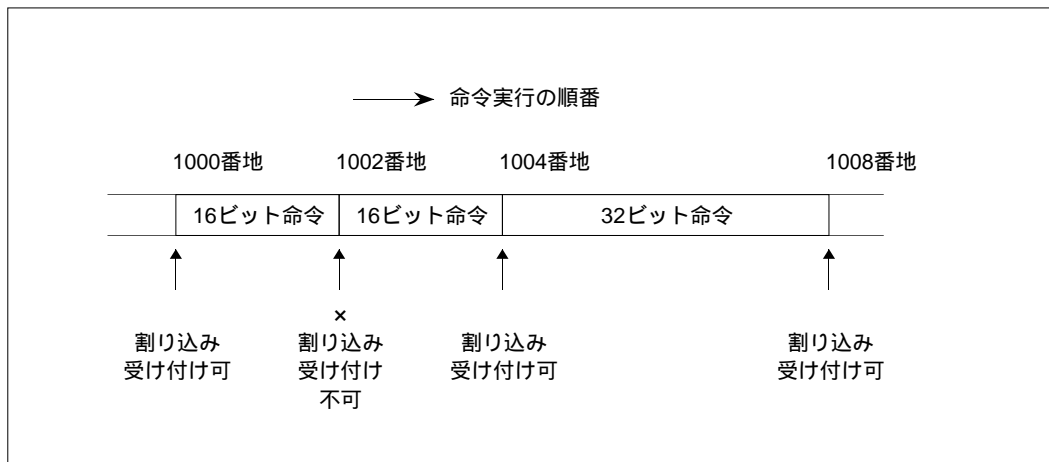 命令実行の順番
1000番地 1002番地 1004番地 1008番地
16ビット命令 16ビット命令 32ビット命令
×
割り込み 割り込み 割り込み 割り込み
受け付け可 受け付け 受け付け可 受け付け可
不可